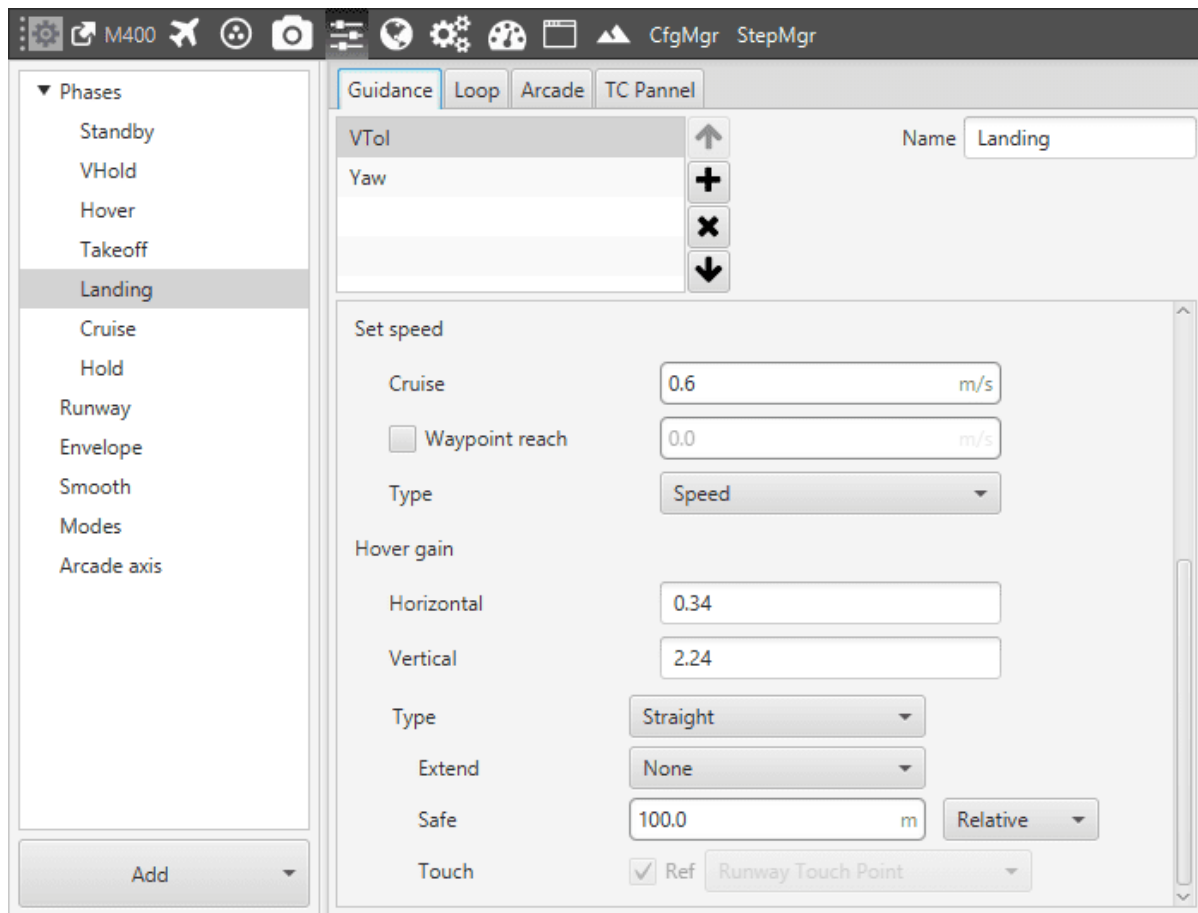 M400 CfgMgr StepMgr
Phases
Standby
VHold
Hover
Takeoff
Landing
Cruise
Hold
Runway
Envelope
Smooth
Modes
Arcade axis
Add
Guidance Loop Arcade TC Pannel
VTol
Yaw
Name Landing
Set speed
Cruise 0.6 m/s
Waypoint reach 0.0 m/s
Type Speed
Hover gain
Horizontal 0.34
Vertical 2.24
Type Straight
Extend None
Safe 100.0 m Relative
Touch Ref Runway Touch Point